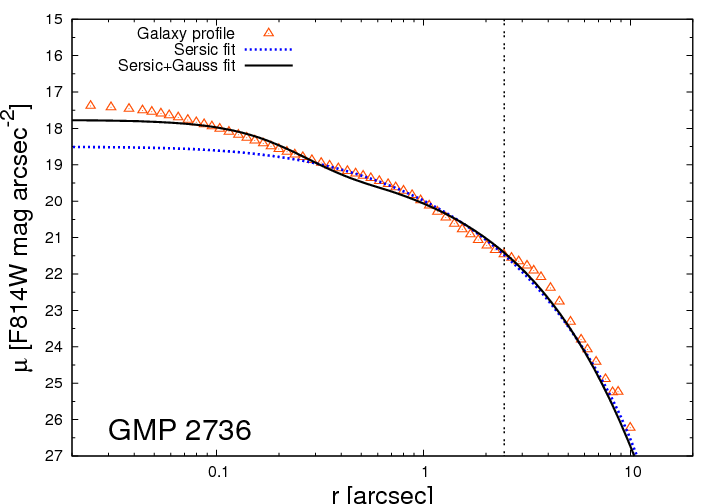 15
16
17
18
19
20
21
22
23
24
25
26
27
0.1
1
10
μ [F814W mag arcsec⁻²]
r [arcsec]
Galaxy profile
Sersic fit
Sersic+Gauss fit
GMP 2736